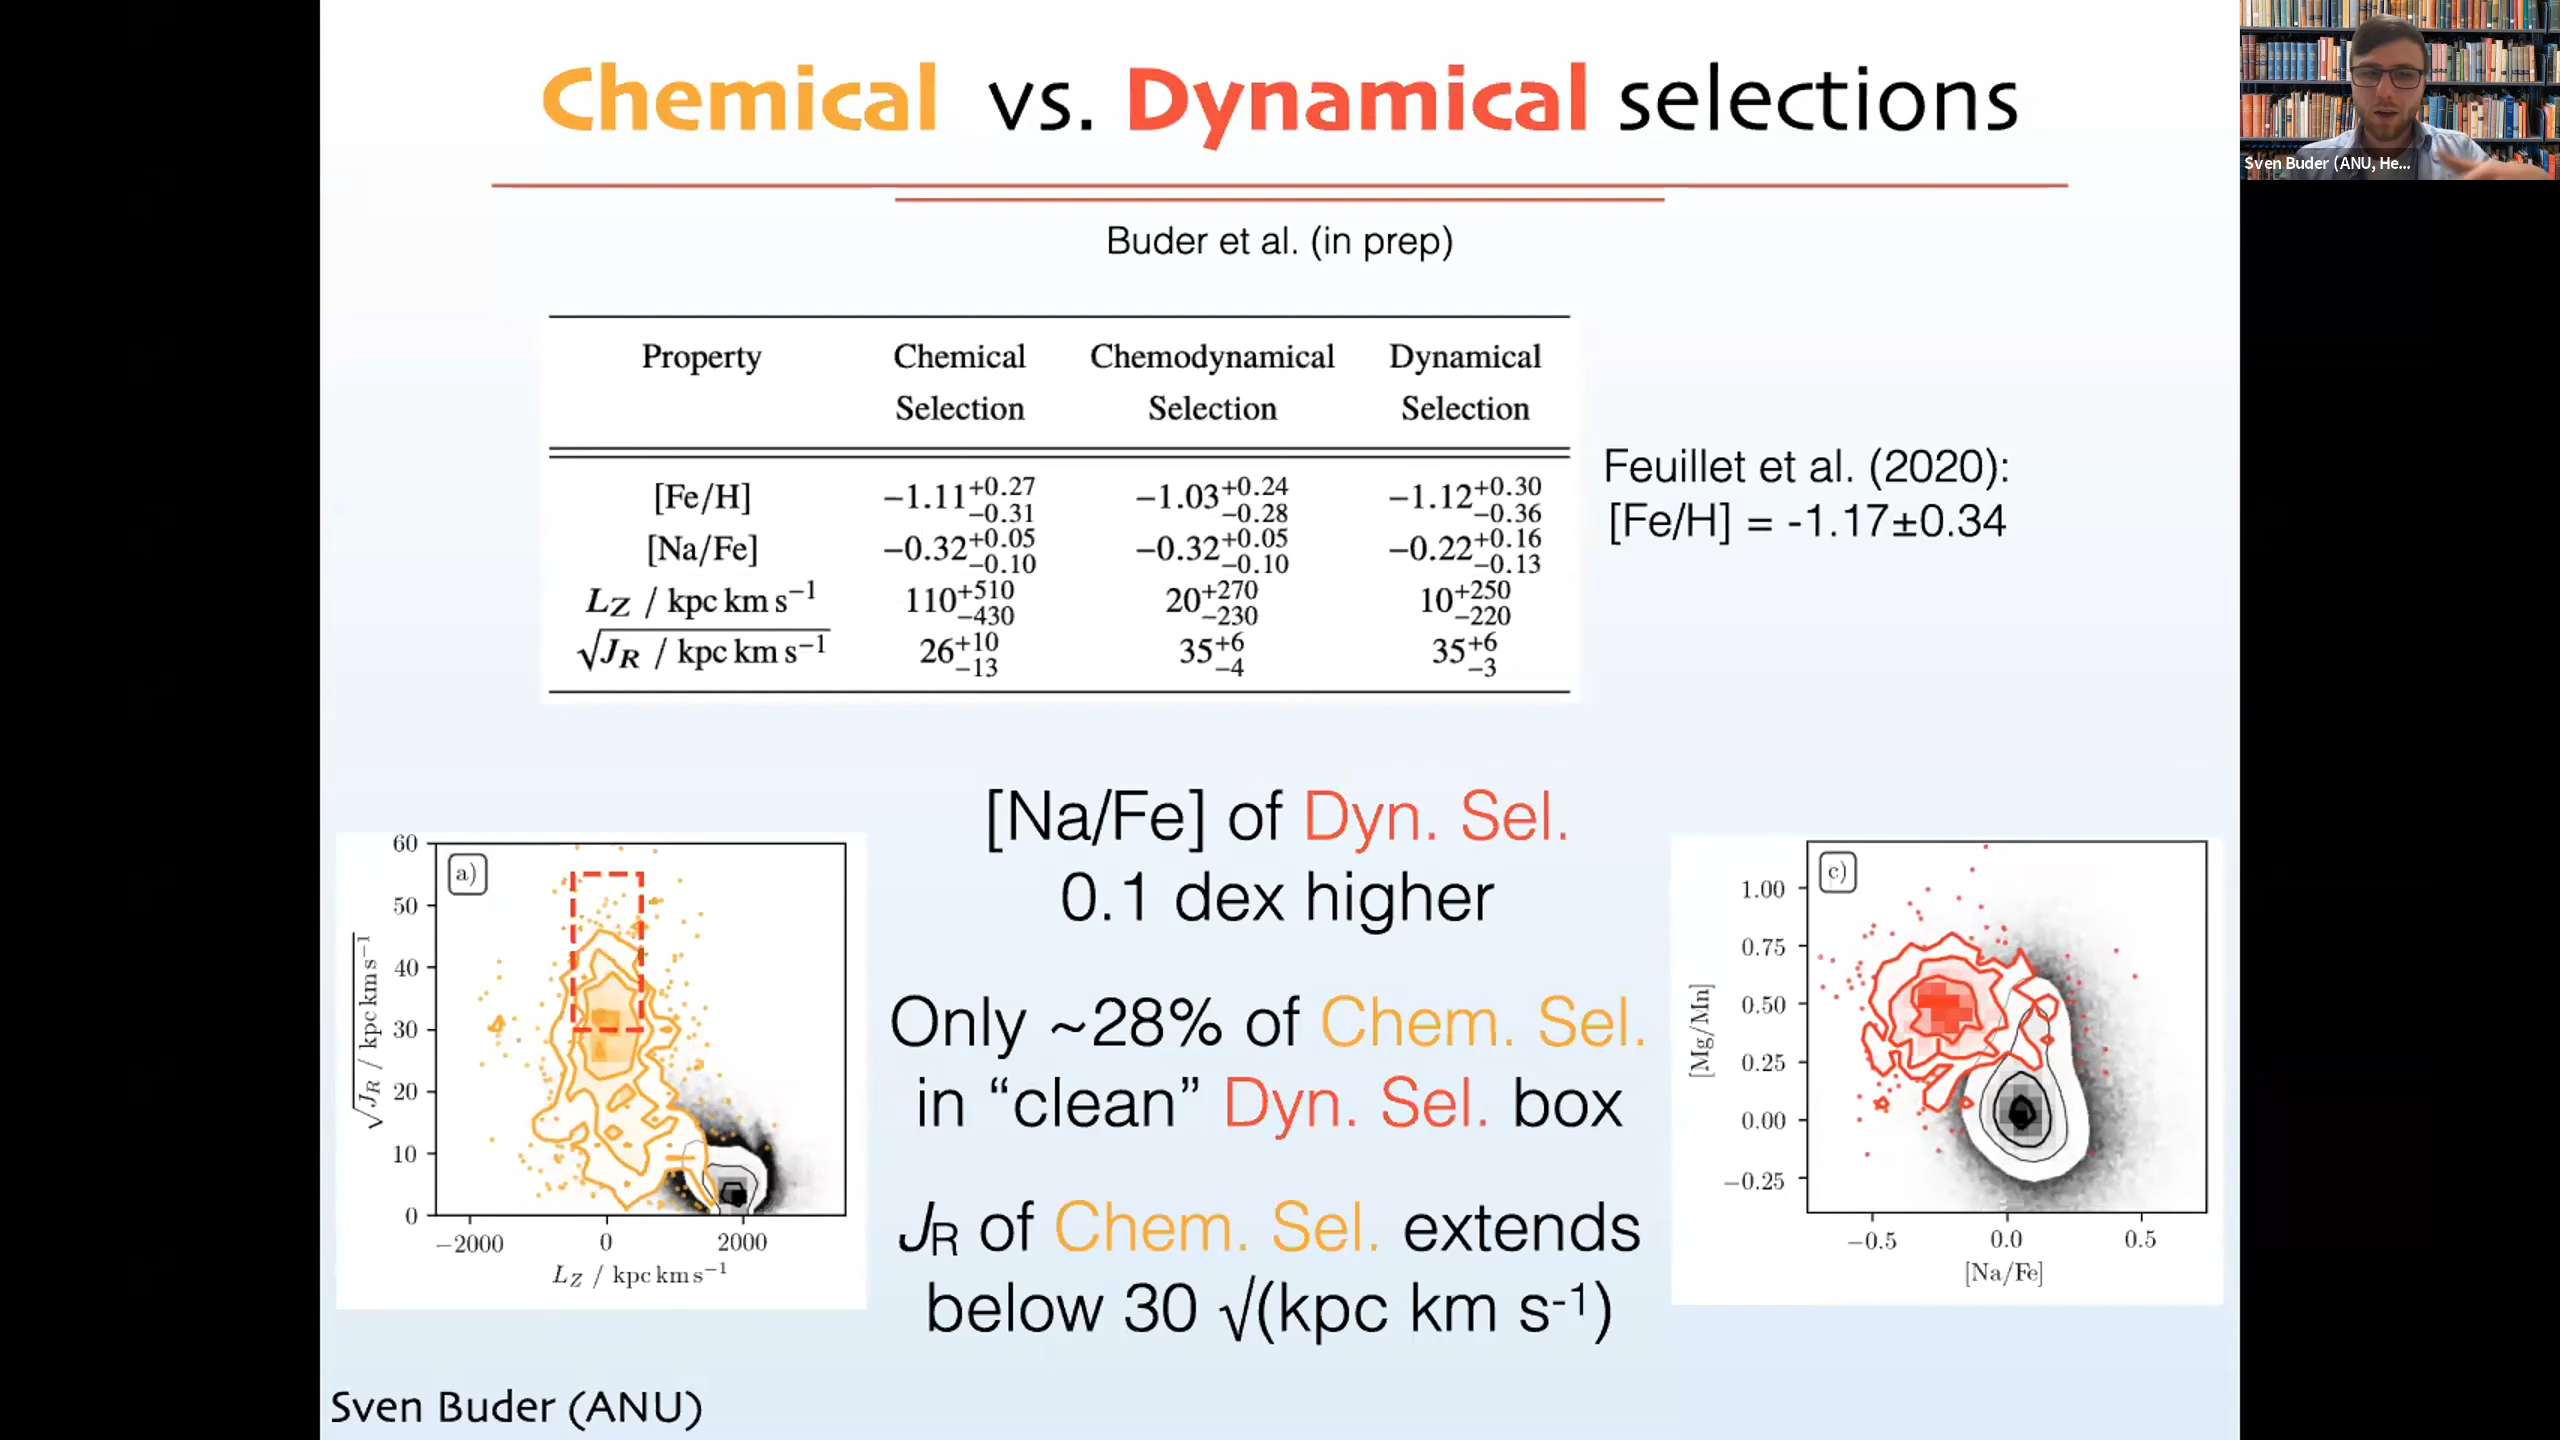 Chemical vs. Dynamical selections
Sven Buder (ANU, He...
Buder et al. (in prep)
Property Chemical Selection Chemodynamical Selection Dynamical Selection
[Fe/H] −1.11+0.27−0.31 −1.03+0.24−0.28 −1.12+0.30−0.36
[Na/Fe] −0.32+0.05−0.10 −0.32+0.05−0.10 −0.22+0.16−0.13
LZ / kpc km s−1 110+510−430 20+270−230 10+250−220
√JR / kpc km s−1 26+10−13 35+6−4 35+6−3
Feuillet et al. (2020):
[Fe/H] = -1.17±0.34
[Na/Fe] of Dyn. Sel.
0.1 dex higher
Only ~28% of Chem. Sel.
in “clean” Dyn. Sel. box
JR of Chem. Sel. extends
below 30 √(kpc km s-1)
a)
60
50
40
30
20
10
0
√JR / kpc km s−1
−2000 0 2000
LZ / kpc km s−1
c)
1.00
0.75
0.50
0.25
0.00
−0.25
[Mg/Mn]
−0.5 0.0 0.5
[Na/Fe]
Sven Buder (ANU)